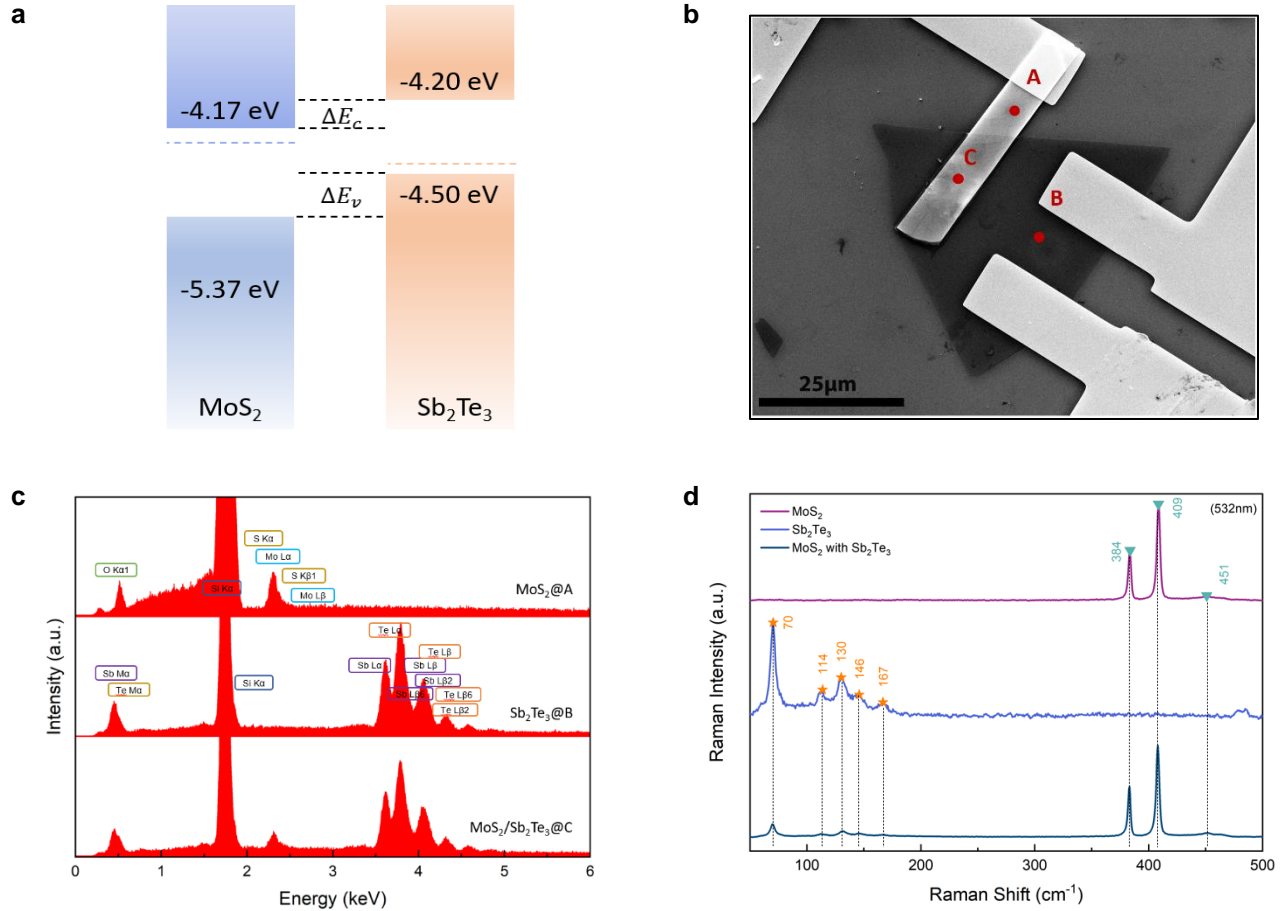 a
-4.17 eV
-4.20 eV
ΔE_c
ΔE_v
-4.50 eV
-5.37 eV
MoS₂
Sb₂Te₃
b
A
C
B
25μm
c
Intensity (a.u.)
O Kα1
Si Kα
S Kα
Mo Lα
S Kβ1
Mo Lβ
MoS₂@A
Sb Mα
Te Mα
Si Kα
Te Lα
Sb Lα
Te Lβ
Sb Lβ
Sb Lβ2
Sb Lβ6
Te Lβ6
Te Lβ2
Sb₂Te₃@B
MoS₂/Sb₂Te₃@C
0 1 2 3 4 5 6
Energy (keV)
d
Raman Intensity (a.u.)
MoS₂
Sb₂Te₃
MoS₂ with Sb₂Te₃
(532nm)
384
409
451
70
114
130
146
167
100 200 300 400 500
Raman Shift (cm⁻¹)